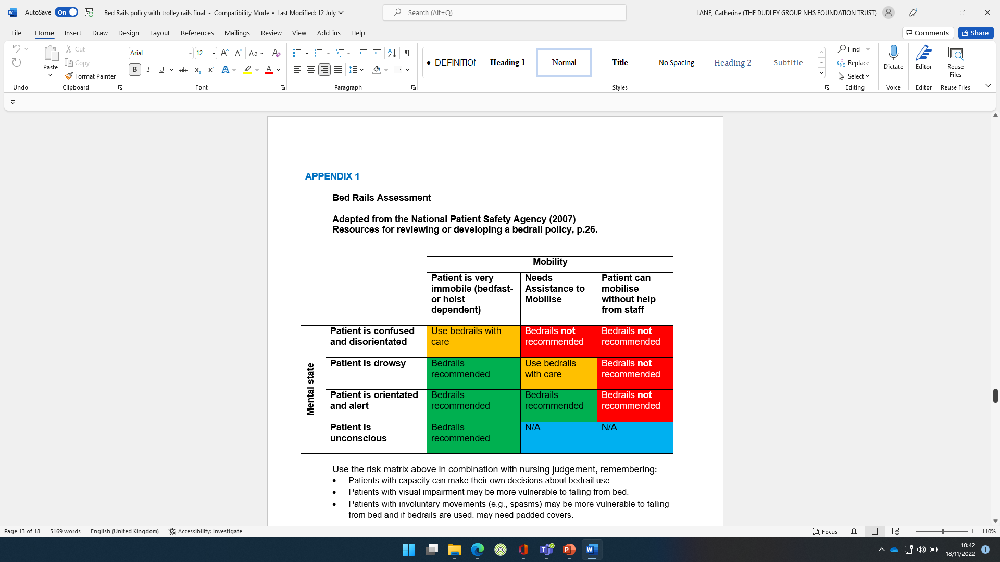 AutoSave On Bed Rails policy with trolley rails final - Compatibility Mode • Last Modified: 12 July Search (Alt+Q) LANE, Catherine (THE DUDLEY GROUP NHS FOUNDATION TRUST)
File Home Insert Draw Design Layout References Mailings Review View Add-ins Help Comments Share
Paste Cut Copy Format Painter
Arial 12
• DEFINITION Heading 1 Normal Title No Spacing Heading 2 Subtitle
Find Replace Select
Dictate Editor Reuse Files
Undo Clipboard Font Paragraph Styles Editing Voice Editor Reuse Files
APPENDIX 1
Bed Rails Assessment
Adapted from the National Patient Safety Agency (2007)
Resources for reviewing or developing a bedrail policy, p.26.
Mobility
Patient is very immobile (bedfast- or hoist dependent)
Needs Assistance to Mobilise
Patient can mobilise without help from staff
Mental state
Patient is confused and disorientated
Use bedrails with care
Bedrails not recommended
Bedrails not recommended
Patient is drowsy
Bedrails recommended
Use bedrails with care
Bedrails not recommended
Patient is orientated and alert
Bedrails recommended
Bedrails recommended
Bedrails not recommended
Patient is unconscious
Bedrails recommended
N/A
N/A
Use the risk matrix above in combination with nursing judgement, remembering:
• Patients with capacity can make their own decisions about bedrail use.
• Patients with visual impairment may be more vulnerable to falling from bed.
• Patients with involuntary movements (e.g., spasms) may be more vulnerable to falling
from bed and if bedrails are used, may need padded covers.
Page 13 of 18 5169 words English (United Kingdom) Accessibility: Investigate Focus 110%
10:42
18/11/2022 1